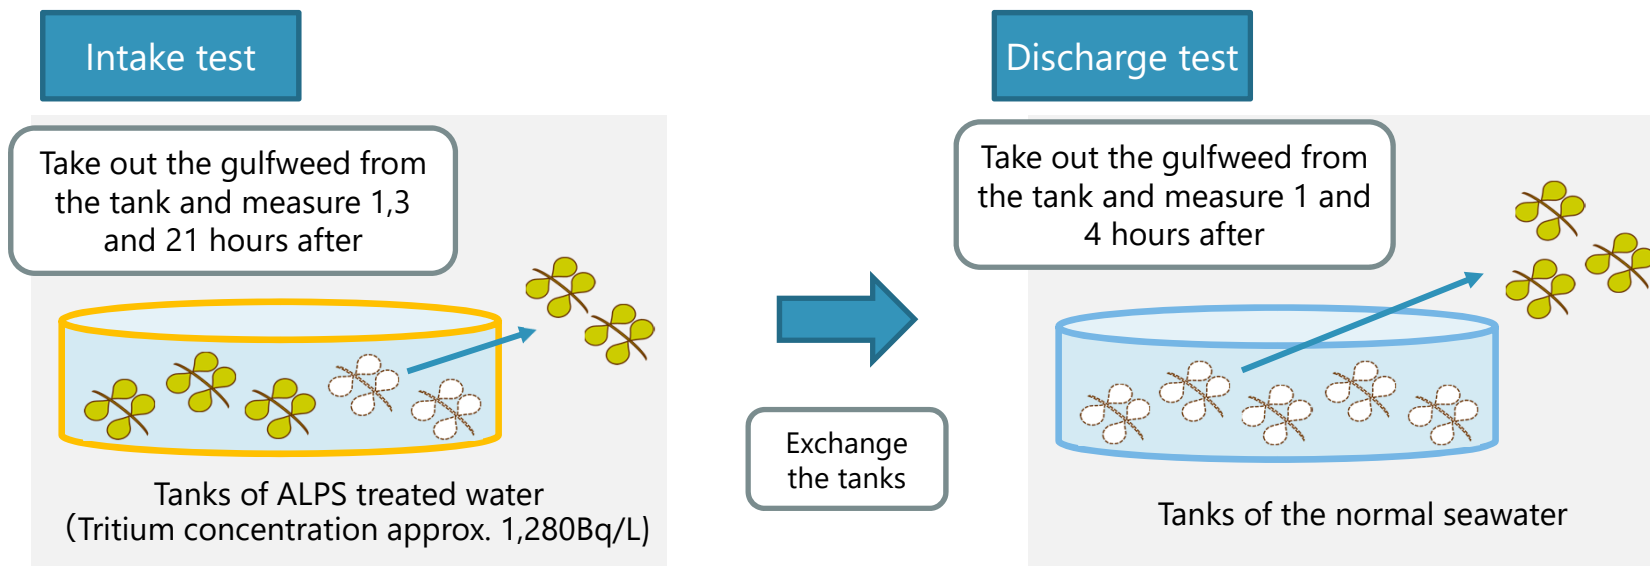 Intake test
Take out the gulfweed from
the tank and measure 1,3
and 21 hours after
Tanks of ALPS treated water
（Tritium concentration approx. 1,280Bq/L)
Exchange
the tanks
Discharge test
Take out the gulfweed from
the tank and measure 1 and
4 hours after
Tanks of the normal seawater